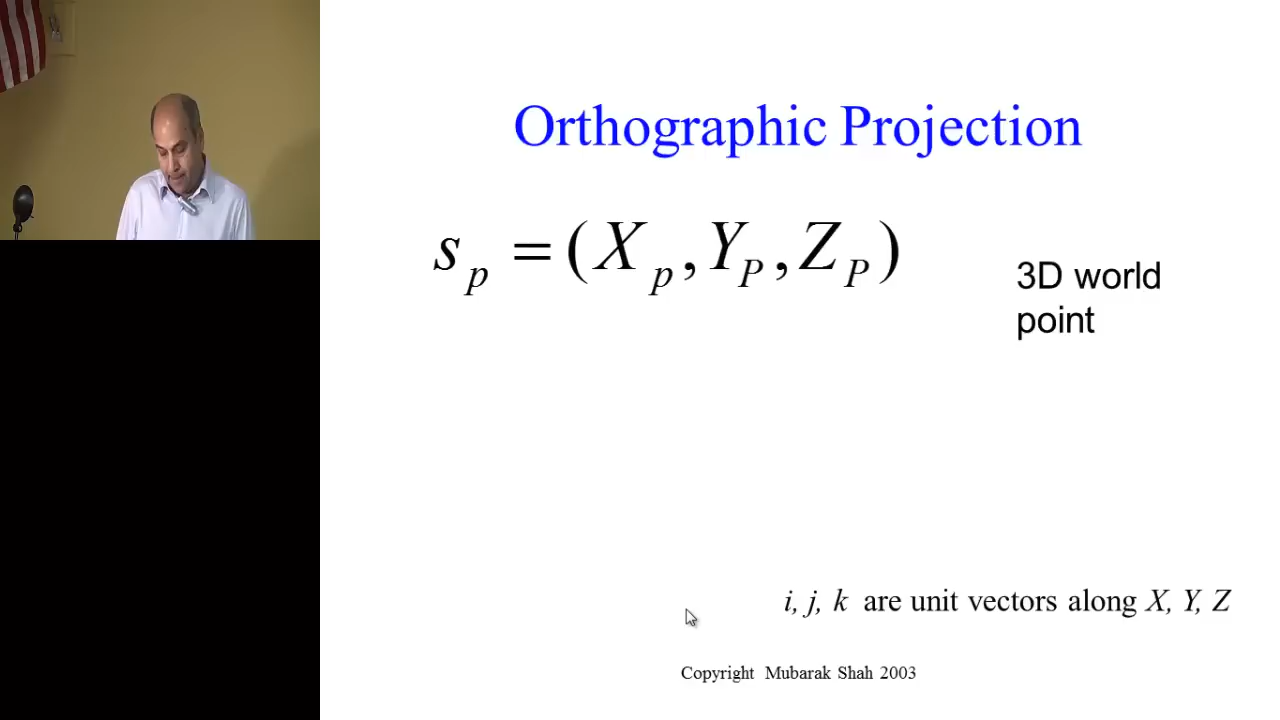 Orthographic Projection
s_p = (X_p, Y_P, Z_P)
3D world
point
i, j, k are unit vectors along X, Y, Z
Copyright Mubarak Shah 2003